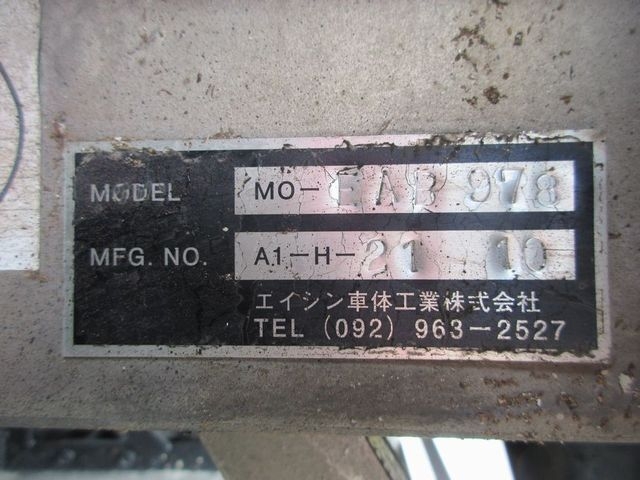 MODEL MO-EAB 978
MFG. NO. A1-H-21 10
エイシン車体工業株式会社
TEL (092) 963-2527